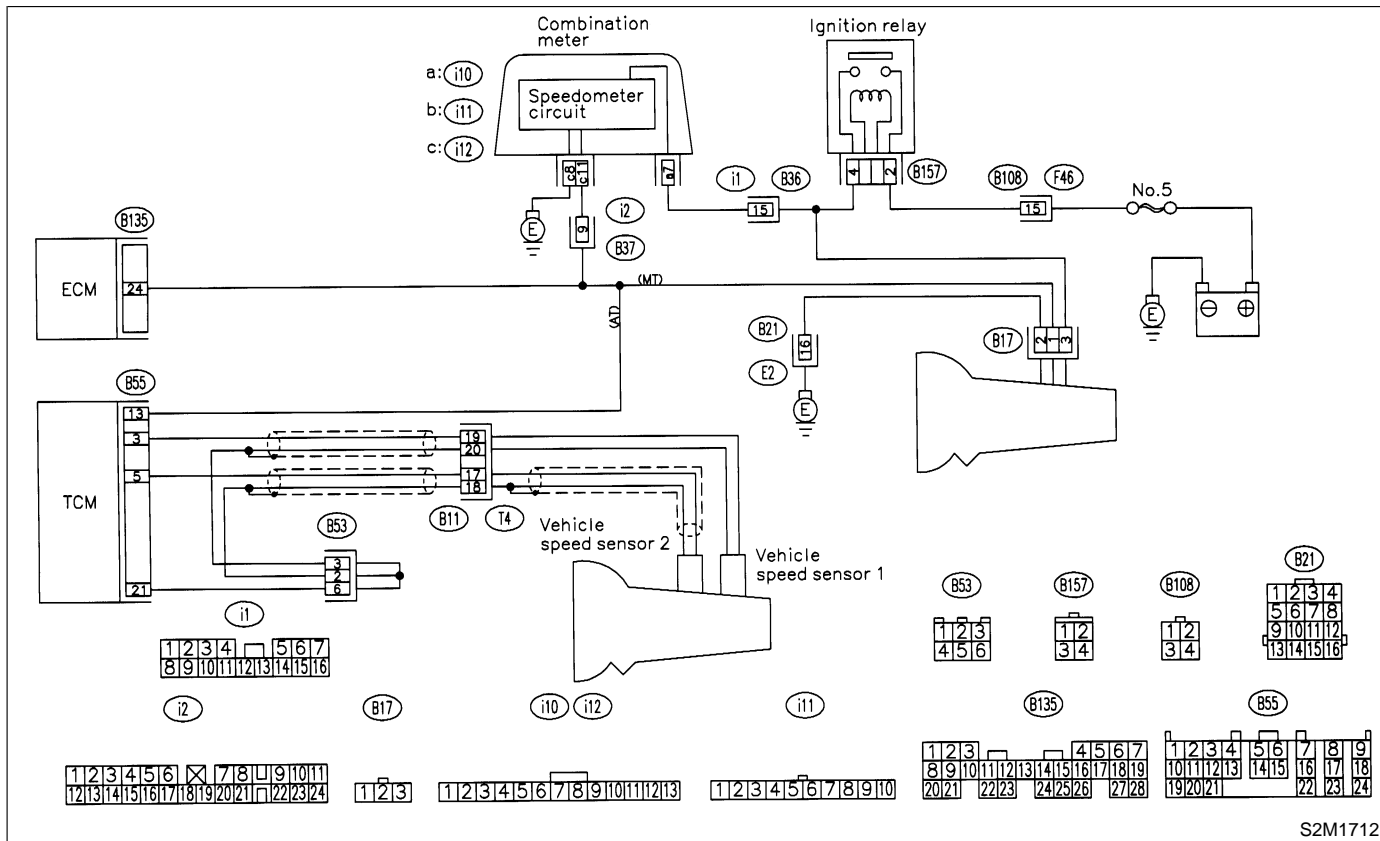 Combination
meter
Ignition relay
a: i10
b: i11
c: i12
Speedometer
circuit
c8
c11
a7
4
2
B157
i1
B36
15
B108
F46
15
No.5
E
i2
9
B37
B135
ECM
24
(MT)
(AT)
E
B21
16
E2
E
B17
2
1
3
B55
TCM
13
3
5
21
19
20
17
18
B11
T4
B53
3
2
6
Vehicle
speed sensor 2
Vehicle
speed sensor 1
i1
1 2 3 4 5 6 7
8 9 10 11 12 13 14 15 16
B53
1 2 3
4 5 6
B157
1 2
3 4
B108
1 2
3 4
B21
1 2 3 4
5 6 7 8
9 10 11 12
13 14 15 16
i2
1 2 3 4 5 6 7 8 9 10 11
12 13 14 15 16 17 18 19 20 21 22 23 24
B17
1 2 3
i10 i12
1 2 3 4 5 6 7 8 9 10 11 12 13
i11
1 2 3 4 5 6 7 8 9 10
B135
1 2 3 4 5 6 7
8 9 10 11 12 13 14 15 16 17 18 19
20 21 22 23 24 25 26 27 28
B55
1 2 3 4 5 6 7 8 9
10 11 12 13 14 15 16 17 18
19 20 21 22 23 24
S2M1712